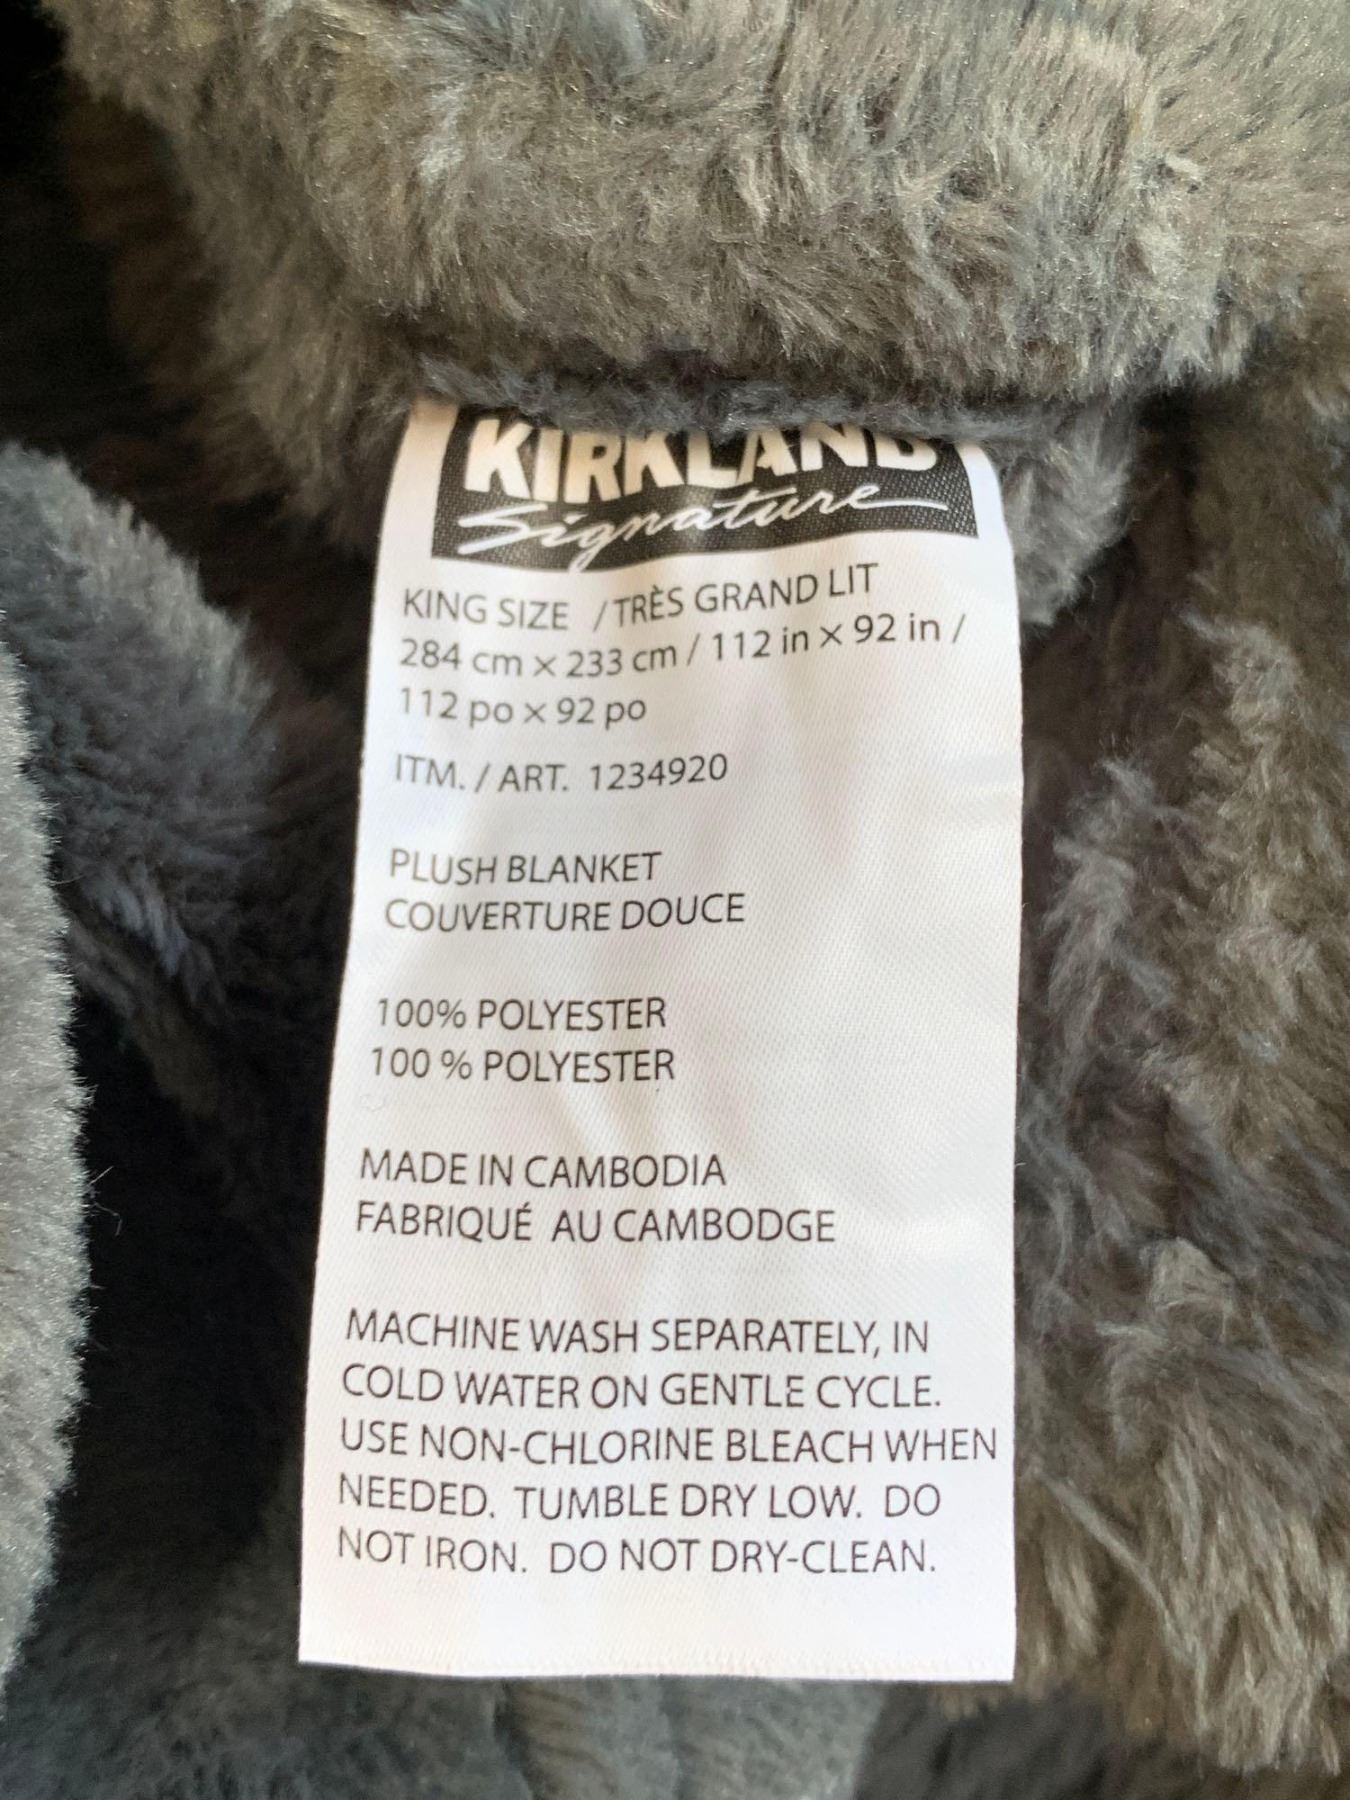 KIRKLAND
Signature
KING SIZE / TRÈS GRAND LIT
284 cm × 233 cm / 112 in × 92 in /
112 po × 92 po
ITM. / ART. 1234920
PLUSH BLANKET
COUVERTURE DOUCE
100% POLYESTER
100 % POLYESTER
MADE IN CAMBODIA
FABRIQUÉ AU CAMBODGE
MACHINE WASH SEPARATELY, IN
COLD WATER ON GENTLE CYCLE.
USE NON-CHLORINE BLEACH WHEN
NEEDED. TUMBLE DRY LOW. DO
NOT IRON. DO NOT DRY-CLEAN.